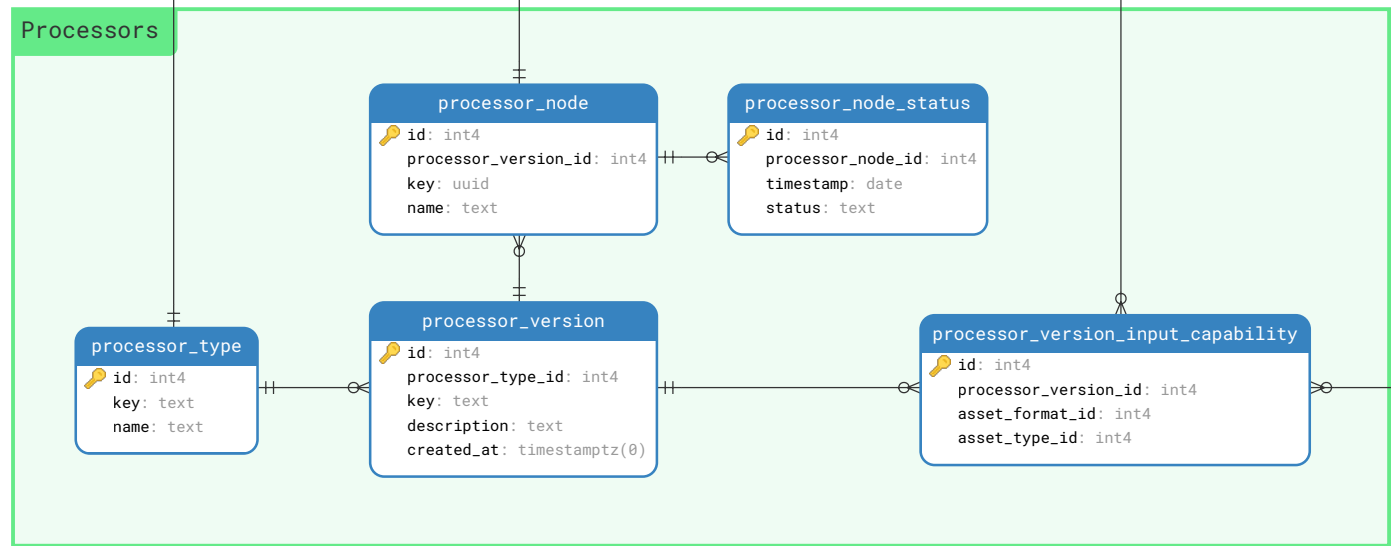 Processors
processor_node
id: int4
processor_version_id: int4
key: uuid
name: text
processor_node_status
id: int4
processor_node_id: int4
timestamp: date
status: text
processor_type
id: int4
key: text
name: text
processor_version
id: int4
processor_type_id: int4
key: text
description: text
created_at: timestamptz(0)
processor_version_input_capability
id: int4
processor_version_id: int4
asset_format_id: int4
asset_type_id: int4